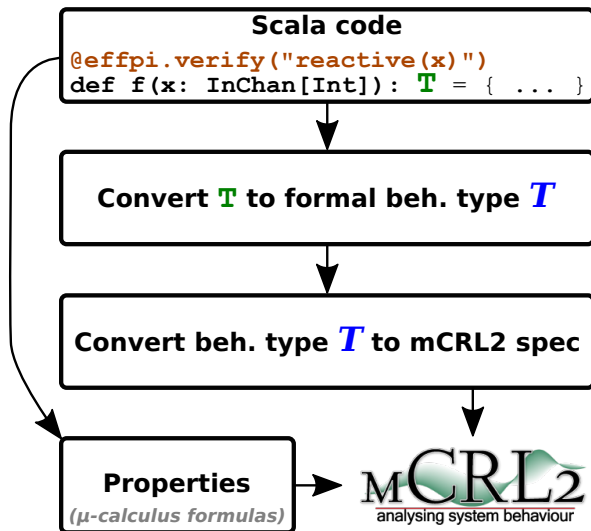 Scala code
@effpi.verify("reactive(x)")
def f(x: InChan[Int]): T = { ... }
Convert T to formal beh. type T
Convert beh. type T to mCRL2 spec
Properties
(μ-calculus formulas)
mCRL2
analysing system behaviour